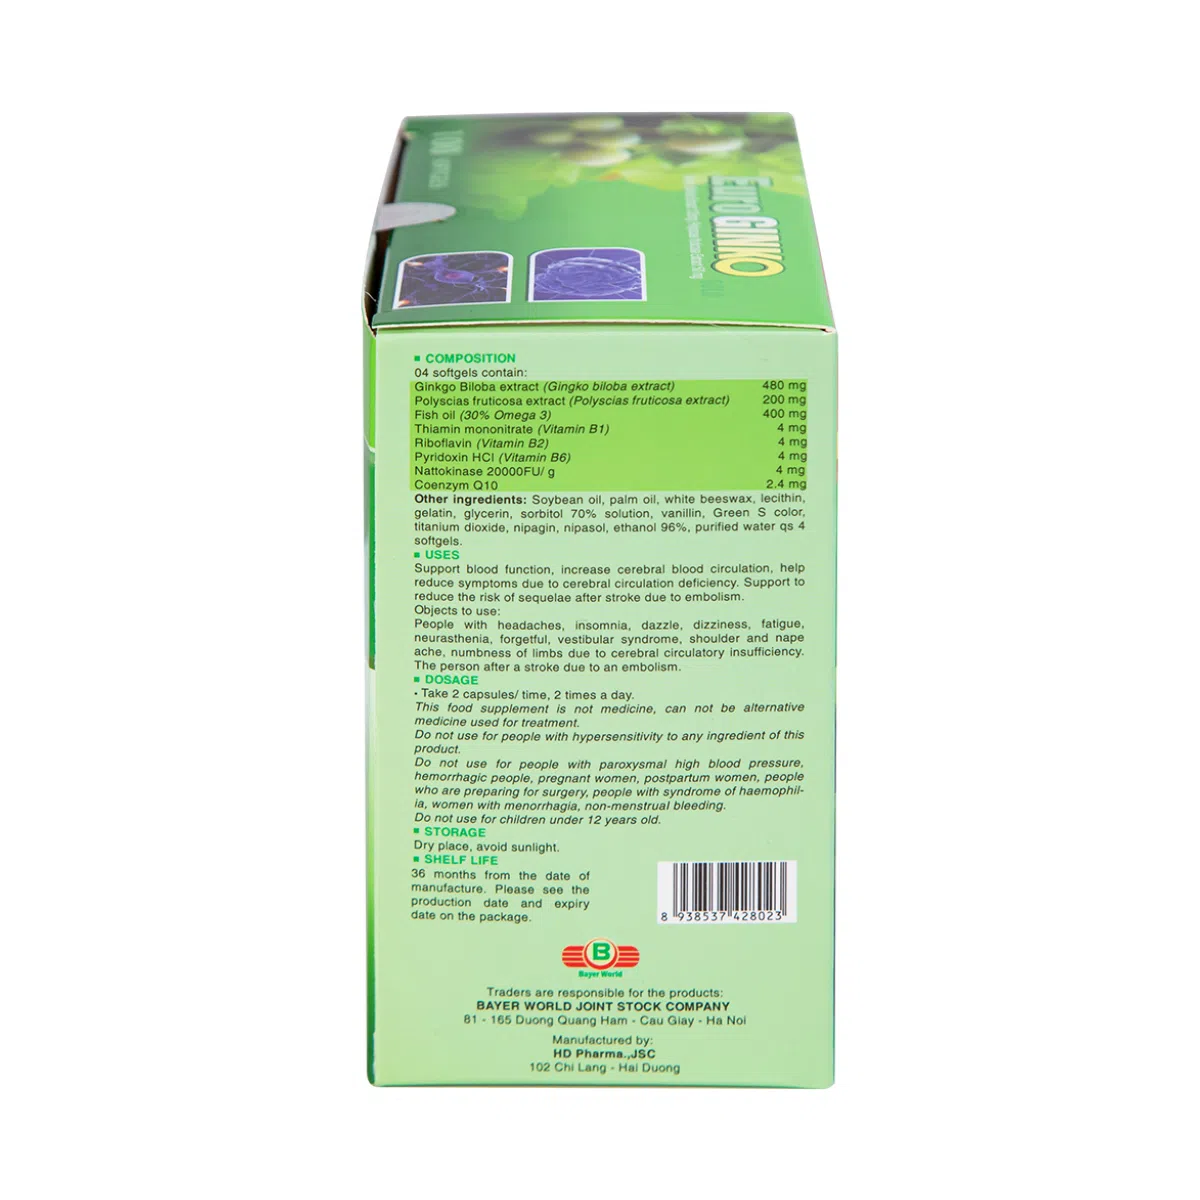 100 SOFTGELS
Euro GINKO
GOLD
■ COMPOSITION
04 softgels contain:
Ginkgo Biloba extract (Gingko biloba extract) 480 mg
Polyscias fruticosa extract (Polyscias fruticosa extract) 200 mg
Fish oil (30% Omega 3) 400 mg
Thiamin mononitrate (Vitamin B1) 4 mg
Riboflavin (Vitamin B2) 4 mg
Pyridoxin HCl (Vitamin B6) 4 mg
Nattokinase 20000FU/ g 4 mg
Coenzym Q10 2.4 mg
Other ingredients: Soybean oil, palm oil, white beeswax, lecithin,
gelatin, glycerin, sorbitol 70% solution, vanillin, Green S color,
titanium dioxide, nipagin, nipasol, ethanol 96%, purified water qs 4
softgels.
■ USES
Support blood function, increase cerebral blood circulation, help
reduce symptoms due to cerebral circulation deficiency. Support to
reduce the risk of sequelae after stroke due to embolism.
Objects to use:
People with headaches, insomnia, dazzle, dizziness, fatigue,
neurasthenia, forgetful, vestibular syndrome, shoulder and nape
ache, numbness of limbs due to cerebral circulatory insufficiency.
The person after a stroke due to an embolism.
■ DOSAGE
• Take 2 capsules/ time, 2 times a day.
This food supplement is not medicine, can not be alternative
medicine used for treatment.
Do not use for people with hypersensitivity to any ingredient of this
product.
Do not use for people with paroxysmal high blood pressure,
hemorrhagic people, pregnant women, postpartum women, people
who are preparing for surgery, people with syndrome of haemophil-
ia, women with menorrhagia, non-menstrual bleeding.
Do not use for children under 12 years old.
■ STORAGE
Dry place, avoid sunlight.
■ SHELF LIFE
36 months from the date of
manufacture. Please see the
production date and expiry
date on the package.
8 938537 428023
B
Bayer World
Traders are responsible for the products:
BAYER WORLD JOINT STOCK COMPANY
81 - 165 Duong Quang Ham - Cau Giay - Ha Noi
Manufactured by:
HD Pharma.,JSC
102 Chi Lang - Hai Duong